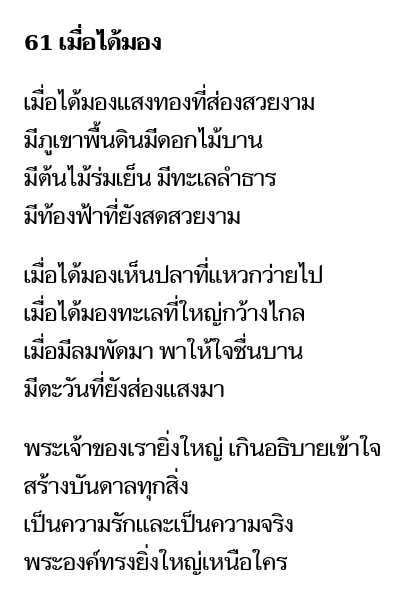 61 เมื่อได้มอง
เมื่อได้มองแสงทองที่ส่องสวยงาม
มีภูเขาพื้นดินมีดอกไม้บาน
มีต้นไม้ร่มเย็น มีทะเลลำธาร
มีท้องฟ้าที่ยังสดสวยงาม
เมื่อได้มองเห็นปลาที่แหวกว่ายไป
เมื่อได้มองทะเลที่ใหญ่กว้างไกล
เมื่อมีลมพัดมา พาให้ใจชื่นบาน
มีตะวันที่ยังส่องแสงมา
พระเจ้าของเรายิ่งใหญ่ เกินอธิบายเข้าใจ
สร้างบันดาลทุกสิ่ง
เป็นความรักและเป็นความจริง
พระองค์ทรงยิ่งใหญ่เหนือใคร